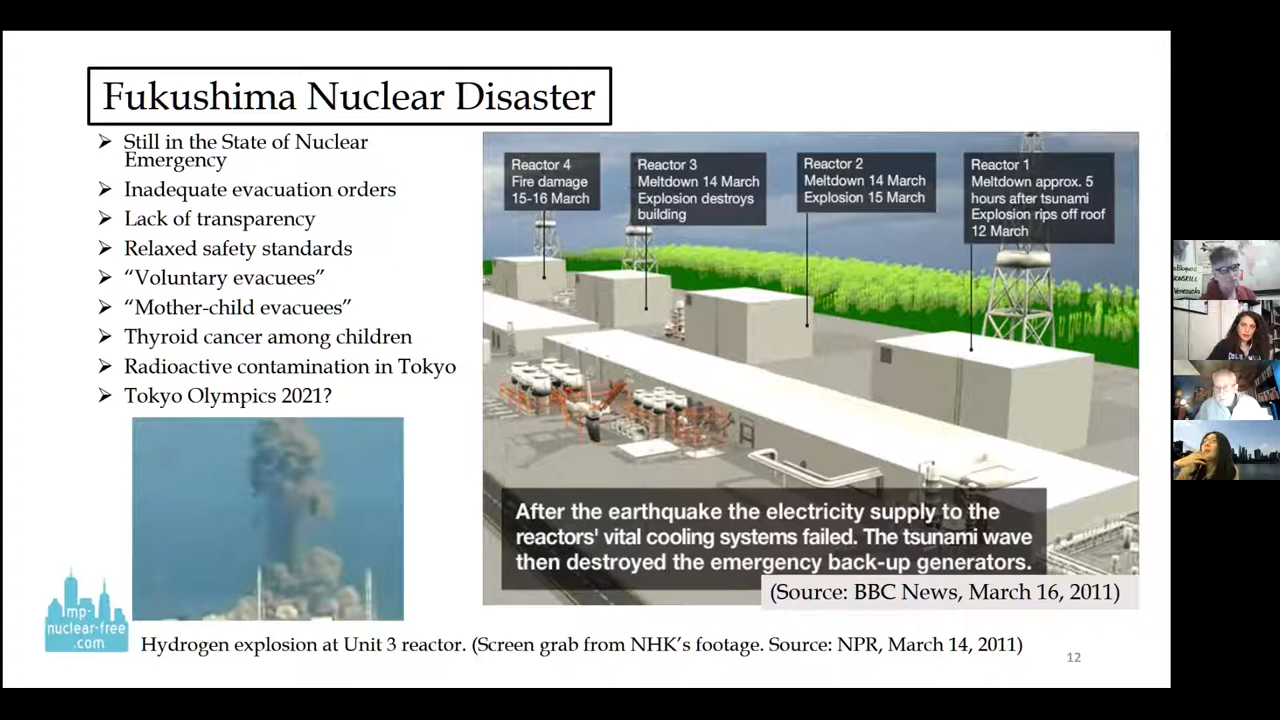 Fukushima Nuclear Disaster
➢ Still in the State of Nuclear
Emergency
➢ Inadequate evacuation orders
➢ Lack of transparency
➢ Relaxed safety standards
➢ “Voluntary evacuees”
➢ “Mother-child evacuees”
➢ Thyroid cancer among children
➢ Radioactive contamination in Tokyo
➢ Tokyo Olympics 2021?
Reactor 4
Fire damage
15-16 March
Reactor 3
Meltdown 14 March
Explosion destroys
building
Reactor 2
Meltdown 14 March
Explosion 15 March
Reactor 1
Meltdown approx. 5
hours after tsunami
Explosion rips off roof
12 March
After the earthquake the electricity supply to the
reactors' vital cooling systems failed. The tsunami wave
then destroyed the emergency back-up generators.
(Source: BBC News, March 16, 2011)
mp-
nuclear-free
.com
Hydrogen explosion at Unit 3 reactor. (Screen grab from NHK’s footage. Source: NPR, March 14, 2011)
12
Venezuela